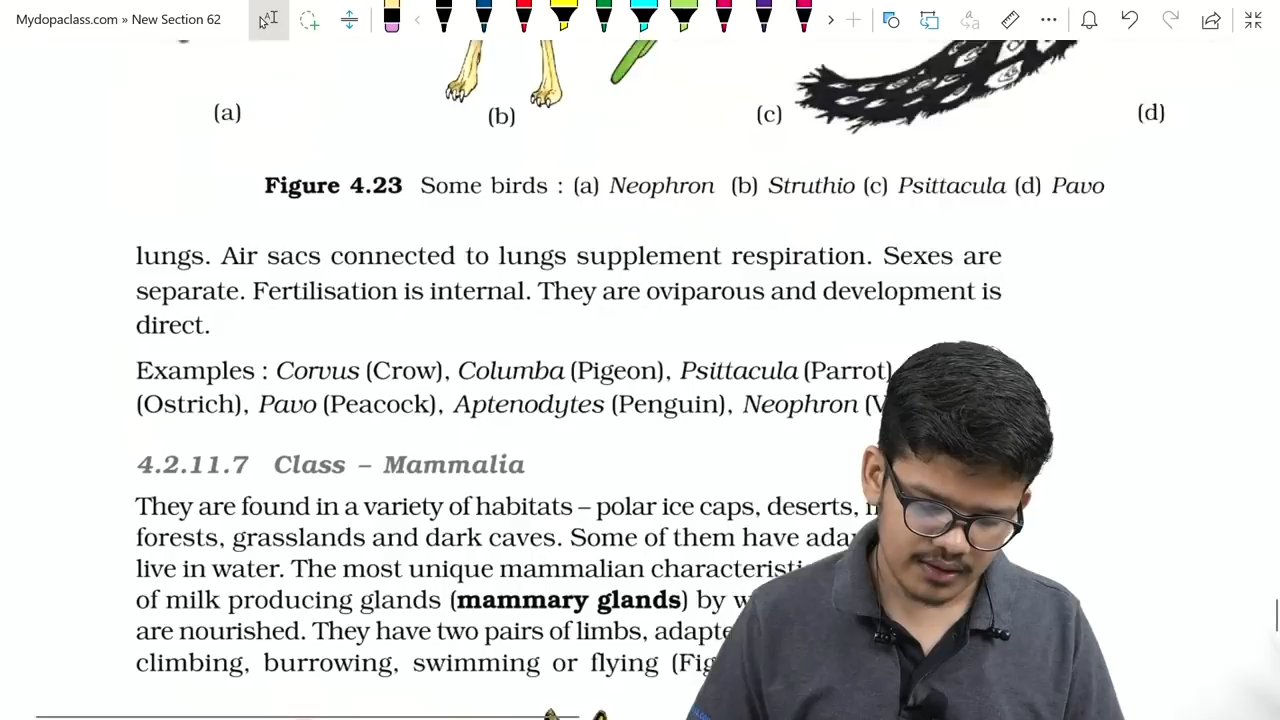 Mydopaclass.com » New Section 62
(a) (b) (c) (d)
Figure 4.23 Some birds : (a) Neophron (b) Struthio (c) Psittacula (d) Pavo
lungs. Air sacs connected to lungs supplement respiration. Sexes are
separate. Fertilisation is internal. They are oviparous and development is
direct.
Examples : Corvus (Crow), Columba (Pigeon), Psittacula (Parrot)
(Ostrich), Pavo (Peacock), Aptenodytes (Penguin), Neophron (V
4.2.11.7 Class – Mammalia
They are found in a variety of habitats – polar ice caps, deserts,
forests, grasslands and dark caves. Some of them have
live in water. The most unique mammalian
of milk producing glands (mammary glands) by
are nourished. They have two pairs of limbs,
climbing, burrowing, swimming or flying (Fig